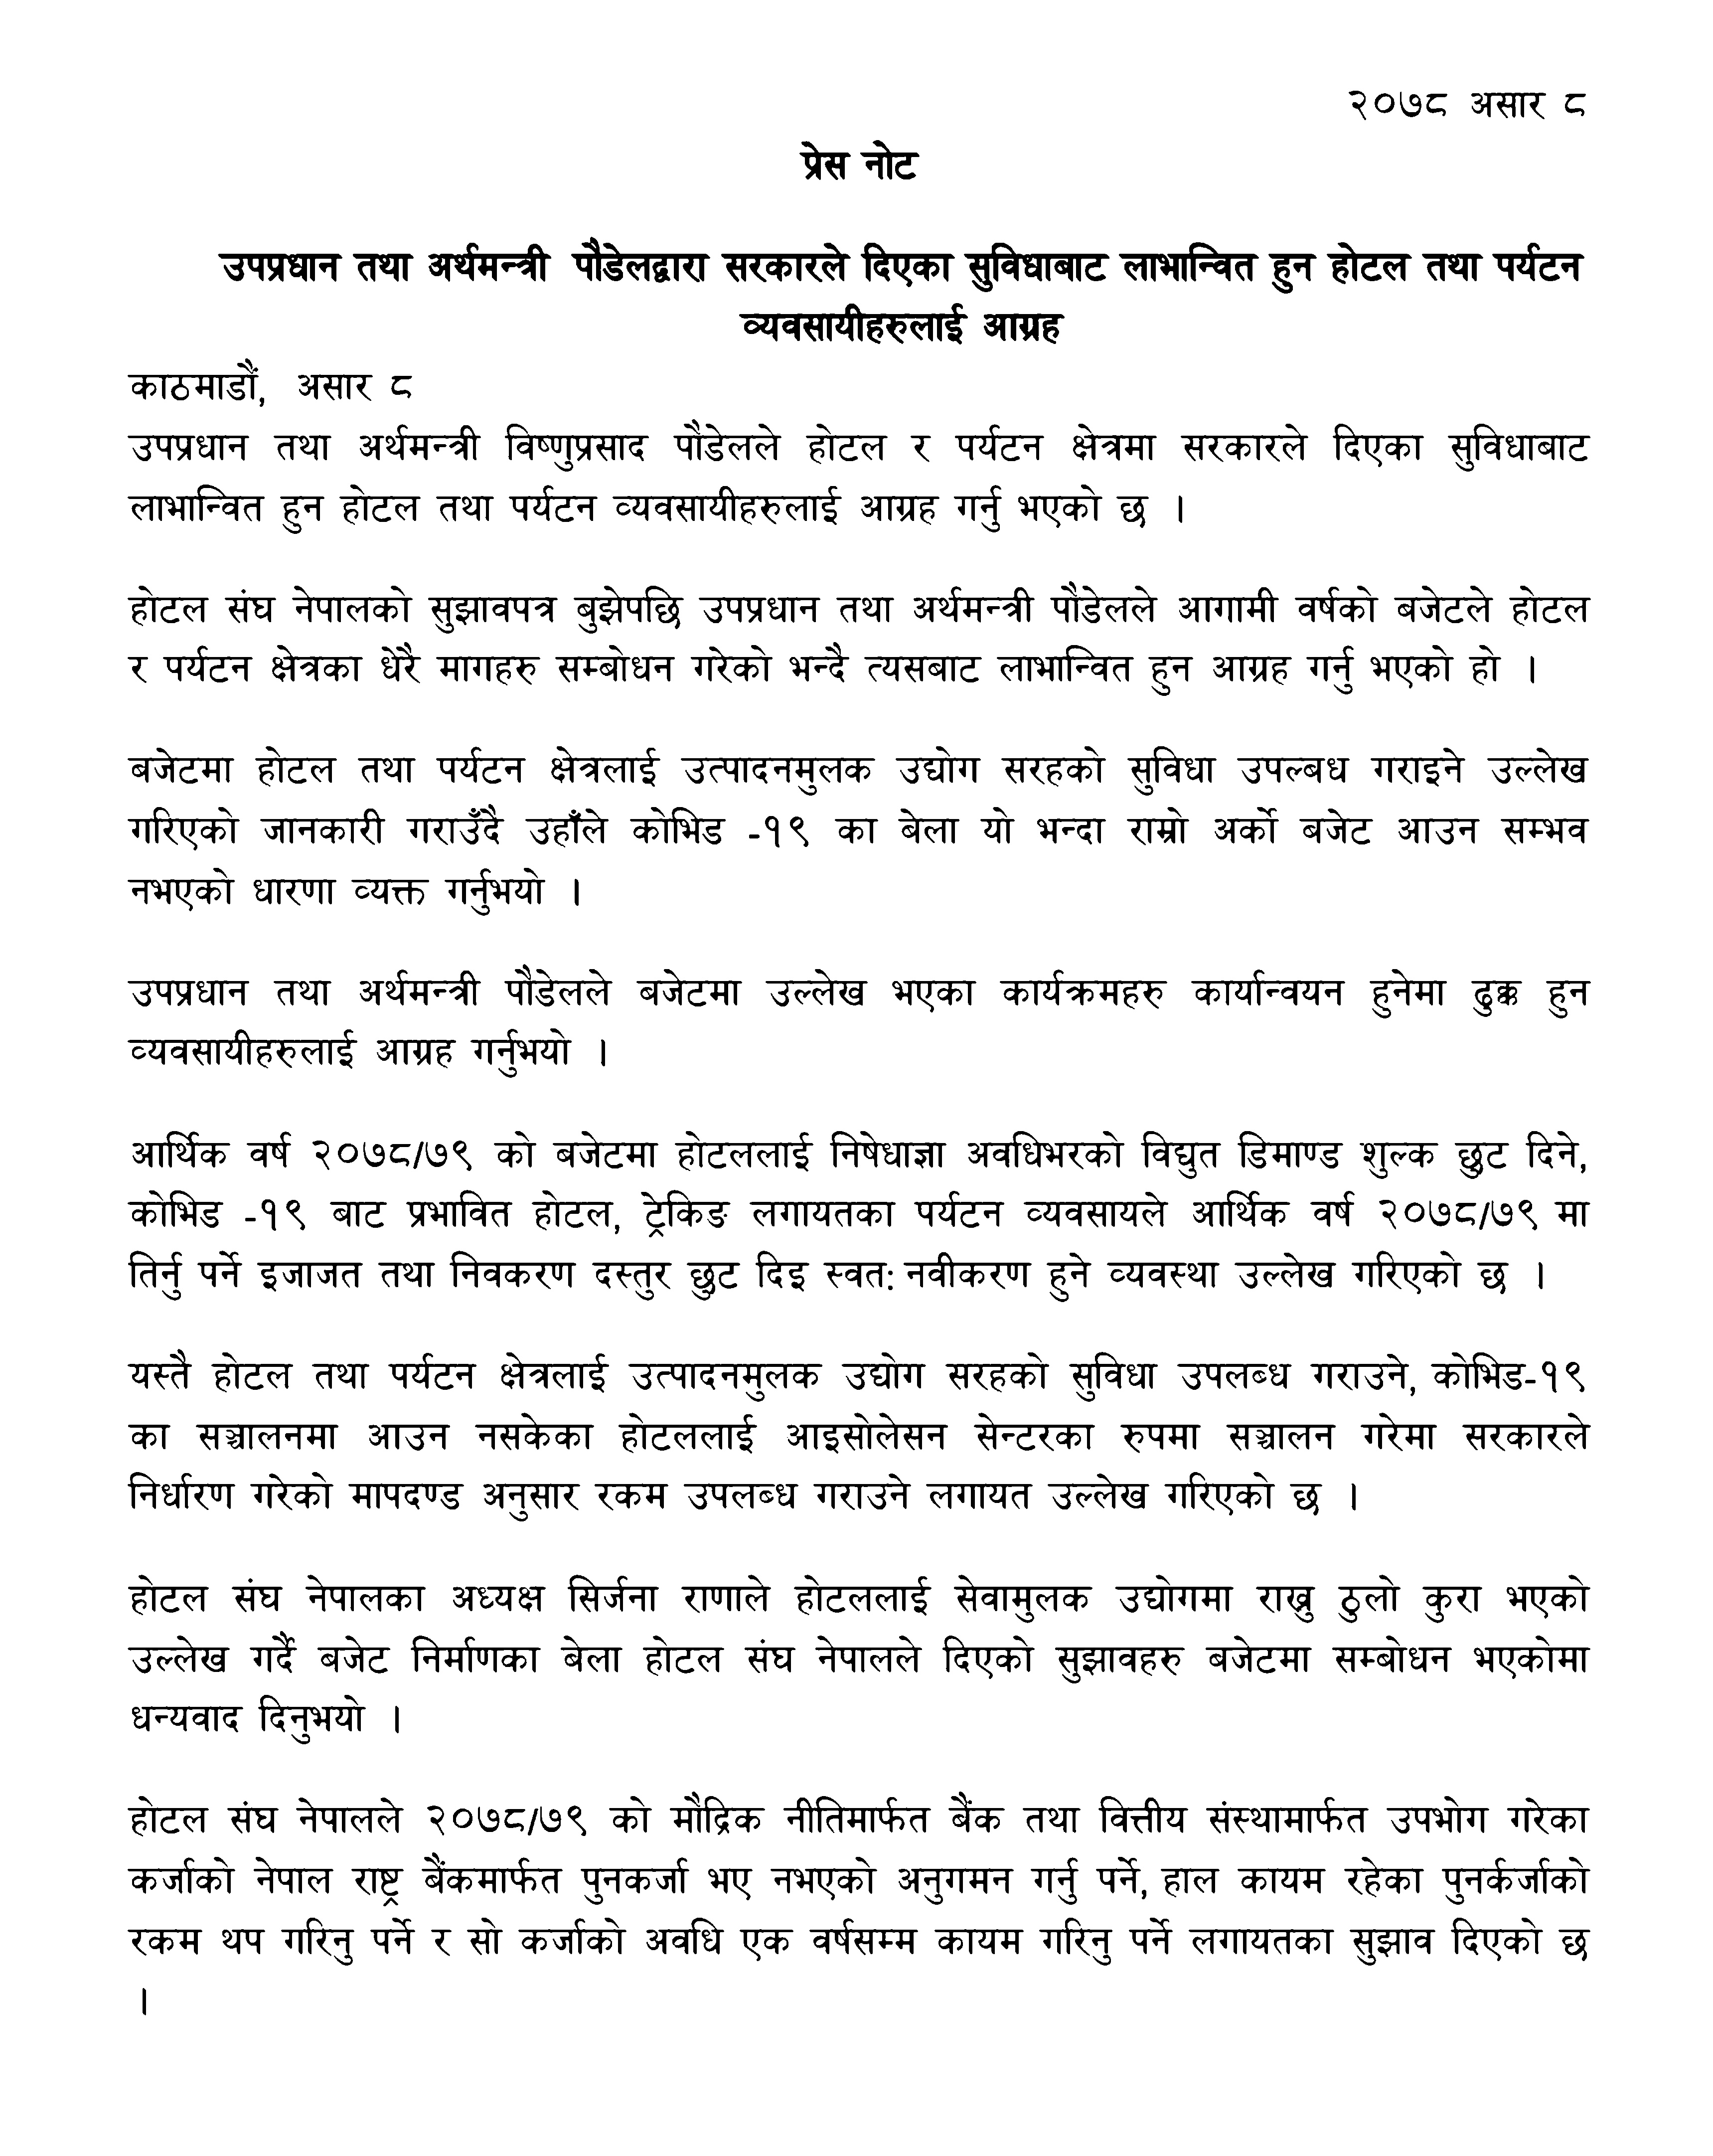 २०७८ असार ८
प्रेस नोट
उपप्रधान तथा अर्थमन्त्री पौडेलद्वारा सरकारले दिएका सुविधाबाट लाभान्वित हुन होटल तथा पर्यटन
व्यवसायीहरुलाई आग्रह
काठमाडौं, असार ८
उपप्रधान तथा अर्थमन्त्री विष्णुप्रसाद पौडेलले होटल र पर्यटन क्षेत्रमा सरकारले दिएका सुविधाबाट
लाभान्वित हुन होटल तथा पर्यटन व्यवसायीहरुलाई आग्रह गर्नु भएको छ ।
होटल संघ नेपालको सुझावपत्र बुझेपछि उपप्रधान तथा अर्थमन्त्री पौडेलले आगामी वर्षको बजेटले होटल
र पर्यटन क्षेत्रका धेरै मागहरु सम्बोधन गरेको भन्दै त्यसबाट लाभान्वित हुन आग्रह गर्नु भएको हो ।
बजेटमा होटल तथा पर्यटन क्षेत्रलाई उत्पादनमुलक उद्योग सरहको सुविधा उपल्बध गराइने उल्लेख
गरिएको जानकारी गराउँदै उहाँले कोभिड -१९ का बेला यो भन्दा राम्रो अर्को बजेट आउन सम्भव
नभएको धारणा व्यक्त गर्नुभयो ।
उपप्रधान तथा अर्थमन्त्री पौडेलले बजेटमा उल्लेख भएका कार्यक्रमहरु कार्यान्वयन हुनेमा ढुक्क हुन
व्यवसायीहरुलाई आग्रह गर्नुभयो ।
आर्थिक वर्ष २०७८/७९ को बजेटमा होटललाई निषेधाज्ञा अवधिभरको विद्युत डिमाण्ड शुल्क छुट दिने,
कोभिड -१९ बाट प्रभावित होटल, ट्रेकिङ लगायतका पर्यटन व्यवसायले आर्थिक वर्ष २०७८/७९ मा
तिर्नु पर्ने इजाजत तथा निवकरण दस्तुर छुट दिइ स्वत: नवीकरण हुने व्यवस्था उल्लेख गरिएको छ ।
यस्तै होटल तथा पर्यटन क्षेत्रलाई उत्पादनमुलक उद्योग सरहको सुविधा उपलब्ध गराउने, कोभिड-१९
का सञ्चालनमा आउन नसकेका होटललाई आइसोलेसन सेन्टरका रुपमा सञ्चालन गरेमा सरकारले
निर्धारण गरेको मापदण्ड अनुसार रकम उपलब्ध गराउने लगायत उल्लेख गरिएको छ ।
होटल संघ नेपालका अध्यक्ष सिर्जना राणाले होटललाई सेवामुलक उद्योगमा राख्नु ठुलो कुरा भएको
उल्लेख गर्दै बजेट निर्माणका बेला होटल संघ नेपालले दिएको सुझावहरु बजेटमा सम्बोधन भएकोमा
धन्यवाद दिनुभयो ।
होटल संघ नेपालले २०७८/७९ को मौद्रिक नीतिमार्फत बैंक तथा वित्तीय संस्थामार्फत उपभोग गरेका
कर्जाको नेपाल राष्ट्र बैंकमार्फत पुनकर्जा भए नभएको अनुगमन गर्नु पर्ने, हाल कायम रहेका पुनर्कर्जाको
रकम थप गरिनु पर्ने र सो कर्जाको अवधि एक वर्षसम्म कायम गरिनु पर्ने लगायतका सुझाव दिएको छ
।